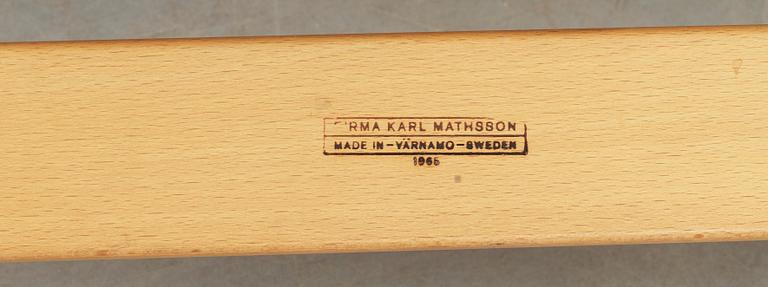 RMA KARL MATHSSON
MADE IN-VÄRNAMO-SWEDEN
1965